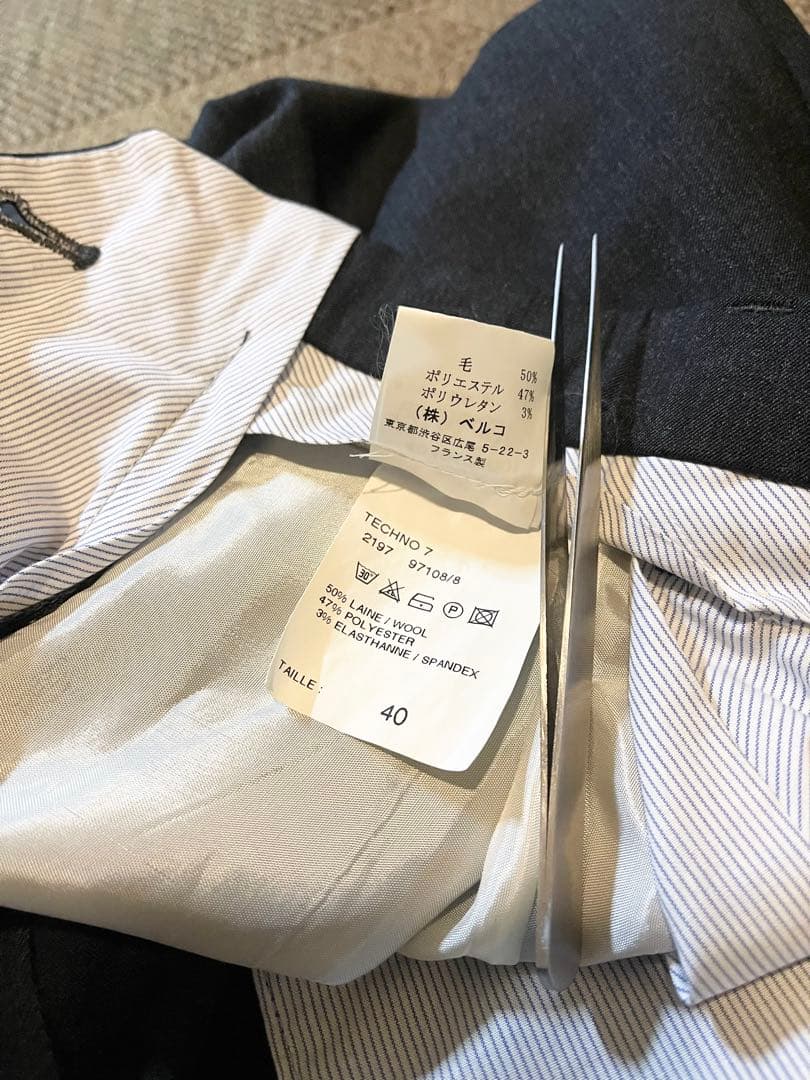 毛 50%
ポリエステル 47%
ポリウレタン 3%
（株）ベルコ
東京都渋谷区広尾 5-22-3
フランス製
TECHNO 7
2197 97108/8
30°
P
50% LAINE / WOOL
47% POLYESTER
3% ELASTHANNE / SPANDEX
TAILLE :
40